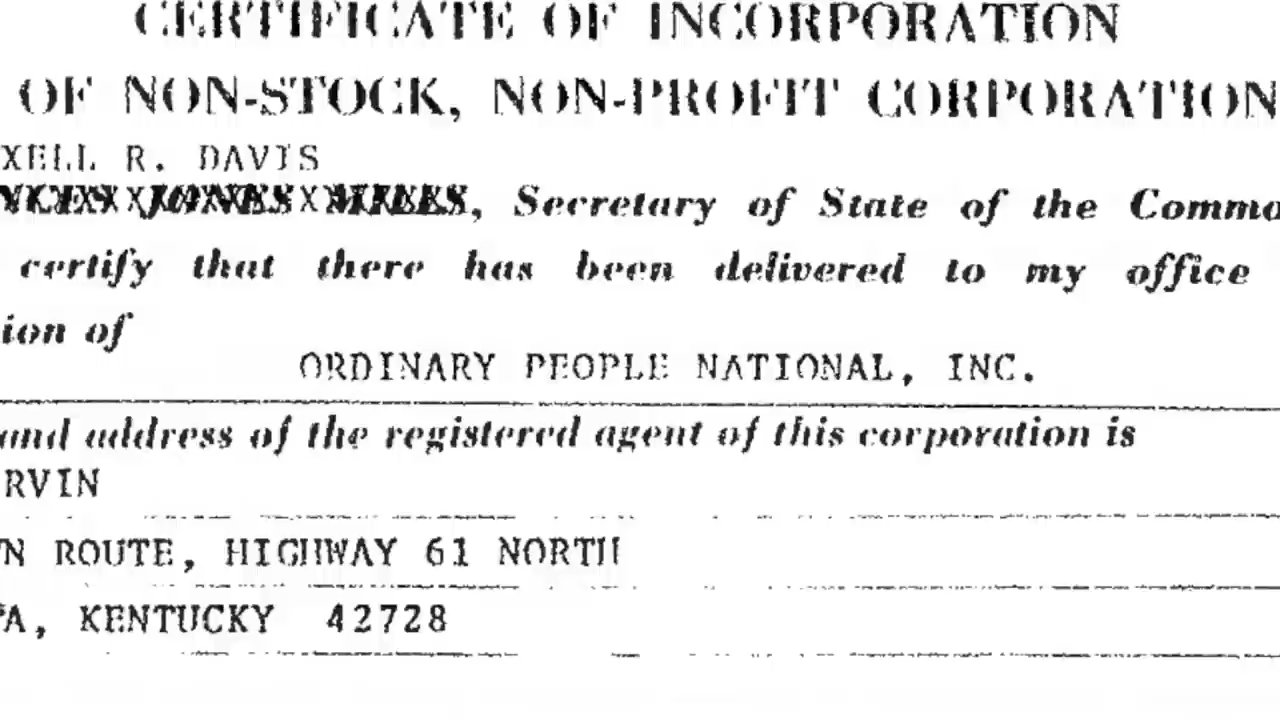 CERTIFICATE OF INCORPORATION
OF NON-STOCK, NON-PROFIT CORPORATION
XELL R. DAVIS
Secretary of State of the Commo
certify that there has been delivered to my office
ion of
ORDINARY PEOPLE NATIONAL, INC.
and address of the registered agent of this corporation is
RVIN
N ROUTE, HIGHWAY 61 NORTH
A, KENTUCKY 42728